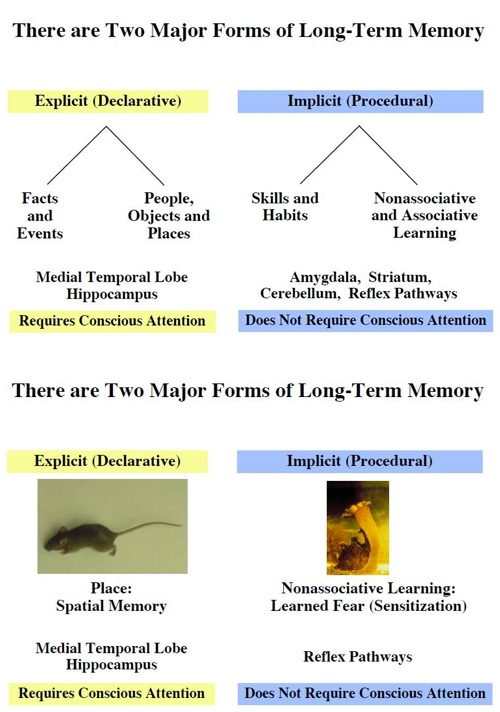 There are Two Major Forms of Long-Term Memory
Explicit (Declarative)
Implicit (Procedural)
Facts
and
Events
People,
Objects and
Places
Skills and
Habits
Nonassociative
and Associative
Learning
Medial Temporal Lobe
Hippocampus
Amygdala, Striatum,
Cerebellum, Reflex Pathways
Requires Conscious Attention
Does Not Require Conscious Attention
There are Two Major Forms of Long-Term Memory
Explicit (Declarative)
Implicit (Procedural)
Place:
Spatial Memory
Nonassociative Learning:
Learned Fear (Sensitization)
Medial Temporal Lobe
Hippocampus
Reflex Pathways
Requires Conscious Attention
Does Not Require Conscious Attention